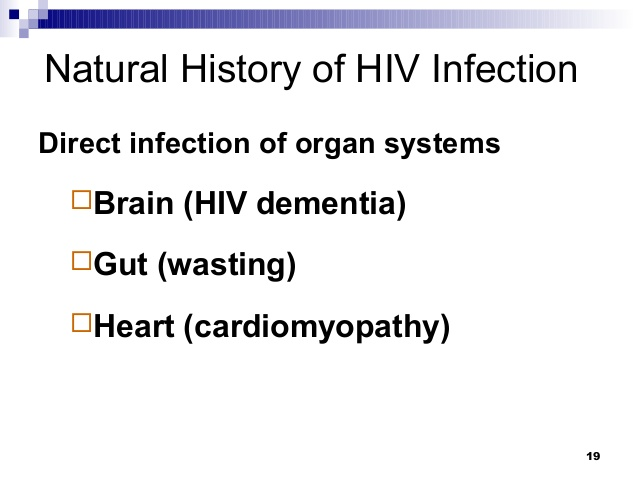 Natural History of HIV Infection
Direct infection of organ systems
Brain (HIV dementia)
Gut (wasting)
Heart (cardiomyopathy)
19